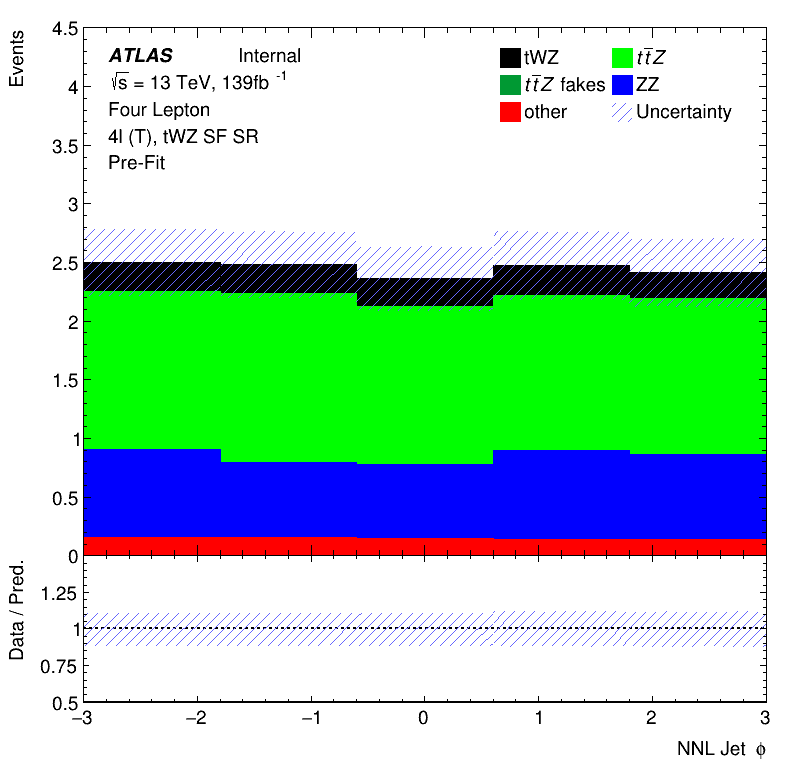 4.5
4
3.5
3
2.5
2
1.5
1
0.5
0
Events
ATLAS Internal
√s = 13 TeV, 139fb -1
Four Lepton
4l (T), tWZ SF SR
Pre-Fit
tWZ tt̄Z
tt̄Z fakes ZZ
other Uncertainty
1.25
1
0.75
0.5
Data / Pred.
−3 −2 −1 0 1 2 3
NNL Jet ϕ